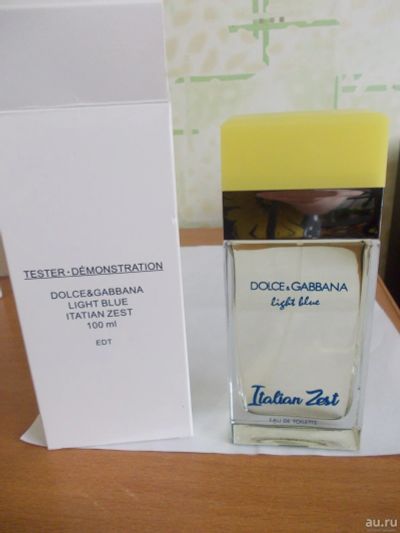 TESTER - DÉMONSTRATION
DOLCE&GABBANA
LIGHT BLUE
ITATIAN ZEST
100 ml
EDT
DOLCE & GABBANA
light blue
Italian Zest
EAU DE TOILETTE
au.ru